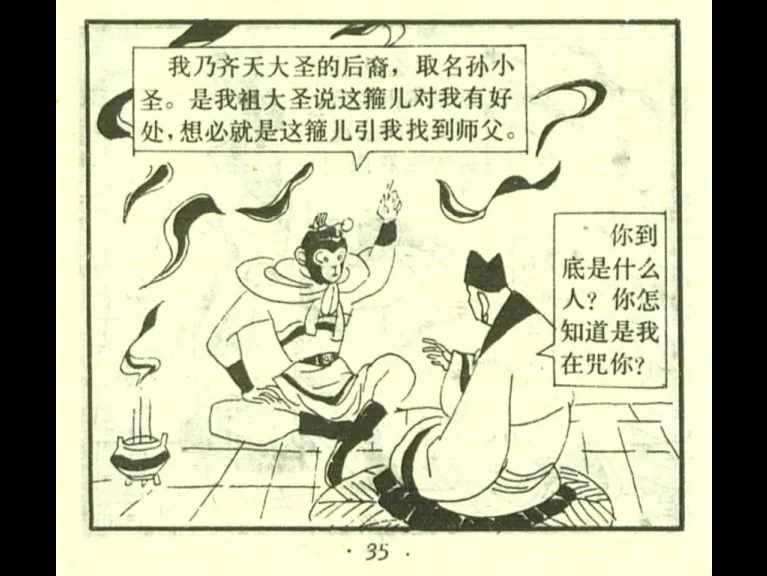 我乃齐天大圣的后裔，取名孙小
圣。是我祖大圣说这箍儿对我有好
处，想必就是这箍儿引我找到师父。
你到
底是什么
人？你怎
知道是我
在咒你？
· 35 ·